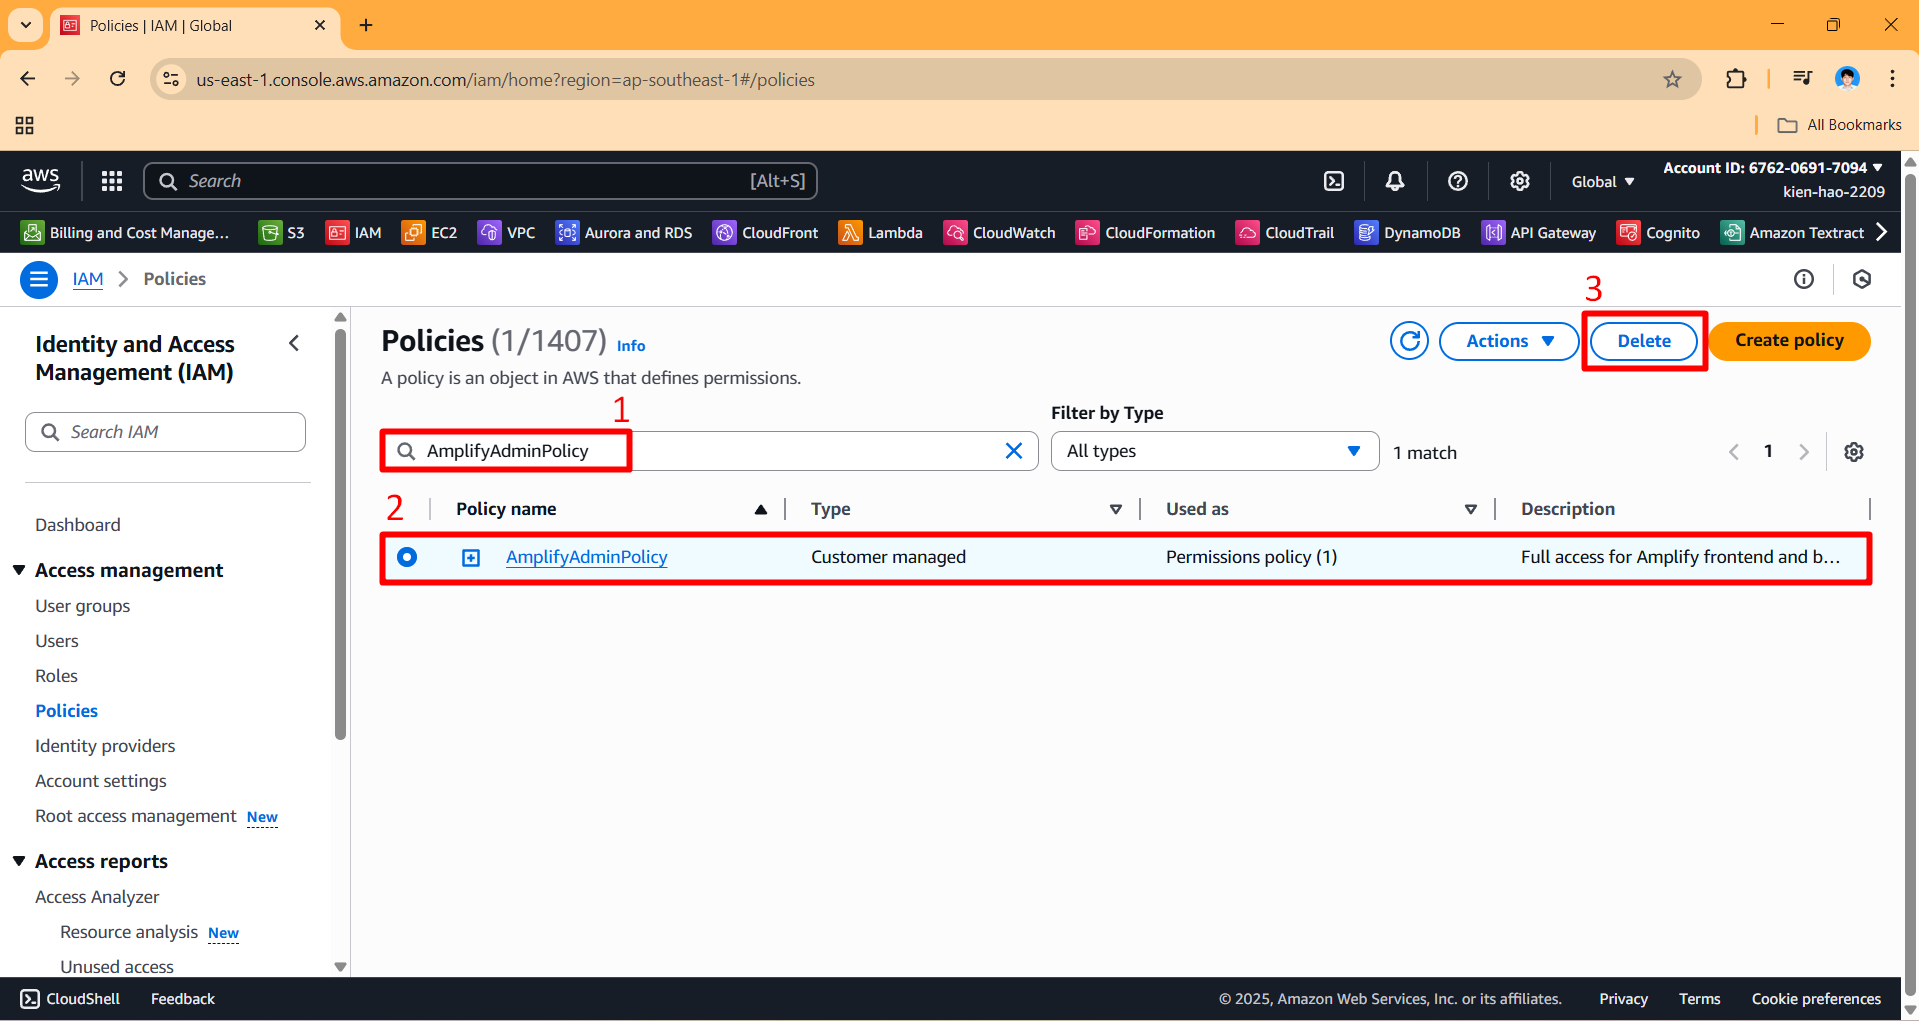 Policies | IAM | Global
us-east-1.console.aws.amazon.com/iam/home?region=ap-southeast-1#/policies
All Bookmarks
aws
Search [Alt+S]
Global
Account ID: 6762-0691-7094
kien-hao-2209
Billing and Cost Manage... S3 IAM EC2 VPC Aurora and RDS CloudFront Lambda CloudWatch CloudFormation CloudTrail DynamoDB API Gateway Cognito Amazon Textract
IAM Policies
Identity and Access
Management (IAM)
Search IAM
Dashboard
Access management
User groups
Users
Roles
Policies
Identity providers
Account settings
Root access management New
Access reports
Access Analyzer
Resource analysis New
Unused access
3
Policies (1/1407) Info
Actions Delete Create policy
A policy is an object in AWS that defines permissions.
1
Filter by Type
AmplifyAdminPolicy All types 1 match 1
2
Policy name Type Used as Description
AmplifyAdminPolicy Customer managed Permissions policy (1) Full access for Amplify frontend and b...
CloudShell Feedback © 2025, Amazon Web Services, Inc. or its affiliates. Privacy Terms Cookie preferences